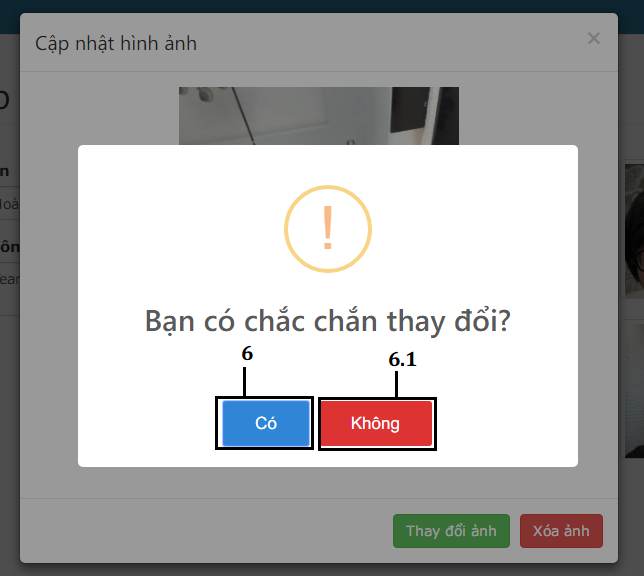 Cập nhật hình ảnh
×
!
Bạn có chắc chắn thay đổi?
6
6.1
Có
Không
Thay đổi ảnh
Xóa ảnh